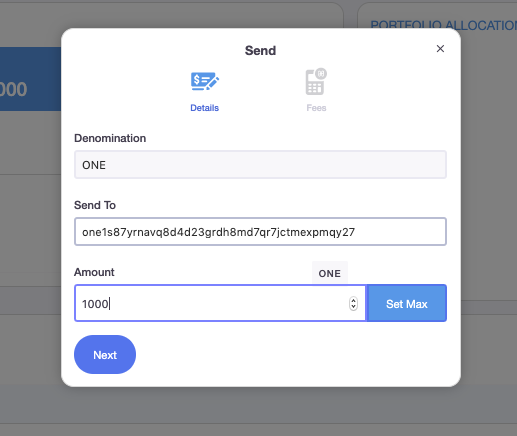 PORTFOLIO ALLOCATION
000
Send
×
Details
Fees
Denomination
ONE
Send To
one1s87yrnavq8d4d23grdh8md7qr7jctmexpmqy27
Amount
ONE
1000
Set Max
Next